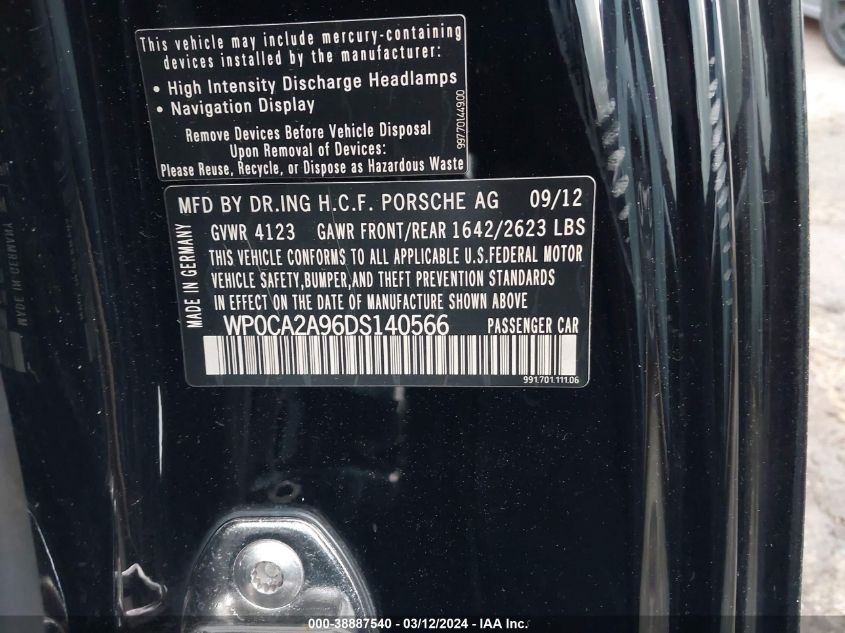 This vehicle may include mercury-containing
devices installed by the manufacturer:
• High Intensity Discharge Headlamps
• Navigation Display
Remove Devices Before Vehicle Disposal
Upon Removal of Devices:
Please Reuse, Recycle, or Dispose as Hazardous Waste
997.701.449.00
MADE IN GERMANY
MFD BY DR.ING H.C.F. PORSCHE AG 09/12
GVWR 4123 GAWR FRONT/REAR 1642/2623 LBS
THIS VEHICLE CONFORMS TO ALL APPLICABLE U.S.FEDERAL MOTOR
VEHICLE SAFETY,BUMPER,AND THEFT PREVENTION STANDARDS
IN EFFECT ON THE DATE OF MANUFACTURE SHOWN ABOVE.
WP0CA2A96DS140566 PASSENGER CAR
991.701.111.06
000-38887540 - 03/12/2024 - IAA Inc.